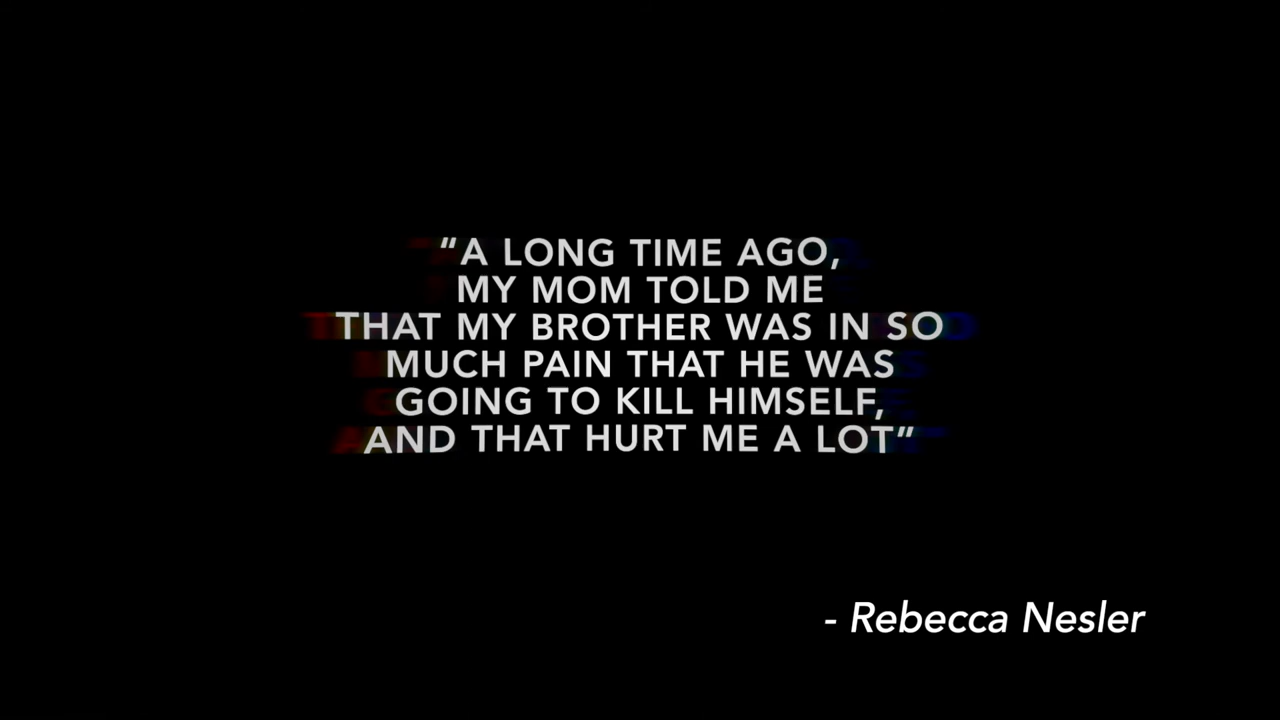 “A LONG TIME AGO,
MY MOM TOLD ME
THAT MY BROTHER WAS IN SO
MUCH PAIN THAT HE WAS
GOING TO KILL HIMSELF,
AND THAT HURT ME A LOT”
- Rebecca Nesler